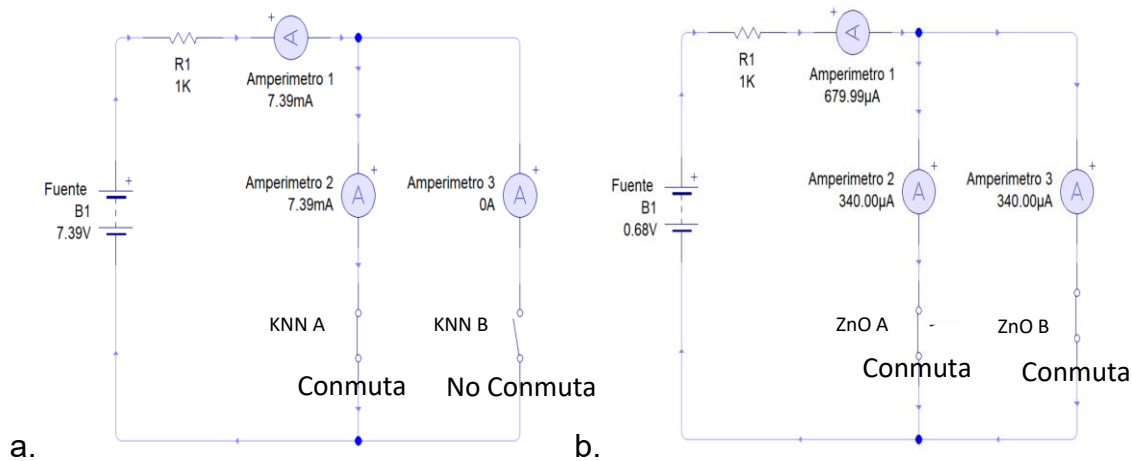 R1
1K
Amperimetro 1
7.39mA
Fuente
B1
7.39V
Amperimetro 2
7.39mA
A
Amperimetro 3
0A
A
A
KNN A
KNN B
Conmuta
No Conmuta
a.
R1
1K
Amperimetro 1
679.99µA
A
Fuente
B1
0.68V
Amperimetro 2
340.00µA
A
Amperimetro 3
340.00µA
A
ZnO A
ZnO B
Conmuta
Conmuta
b.